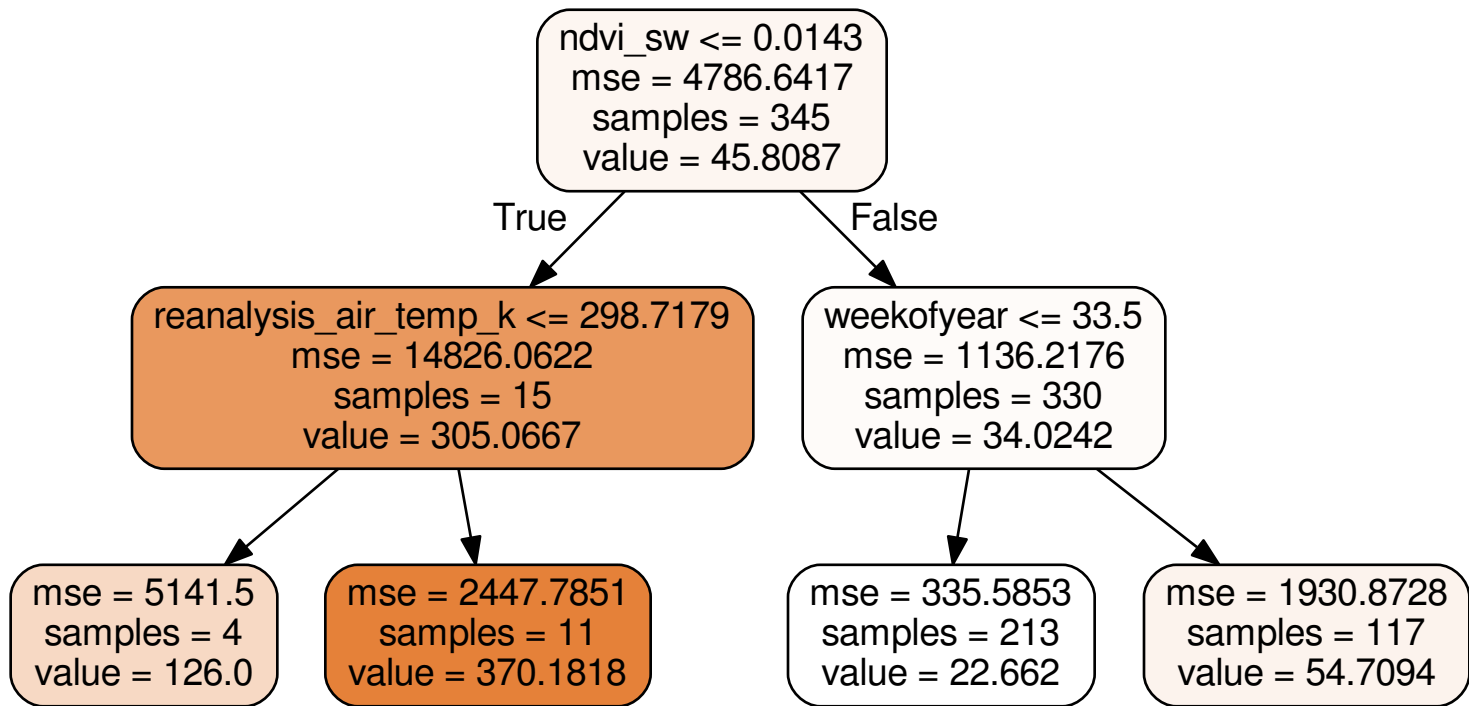 ndvi_sw <= 0.0143
mse = 4786.6417
samples = 345
value = 45.8087
True
False
reanalysis_air_temp_k <= 298.7179
mse = 14826.0622
samples = 15
value = 305.0667
weekofyear <= 33.5
mse = 1136.2176
samples = 330
value = 34.0242
mse = 5141.5
samples = 4
value = 126.0
mse = 2447.7851
samples = 11
value = 370.1818
mse = 335.5853
samples = 213
value = 22.662
mse = 1930.8728
samples = 117
value = 54.7094